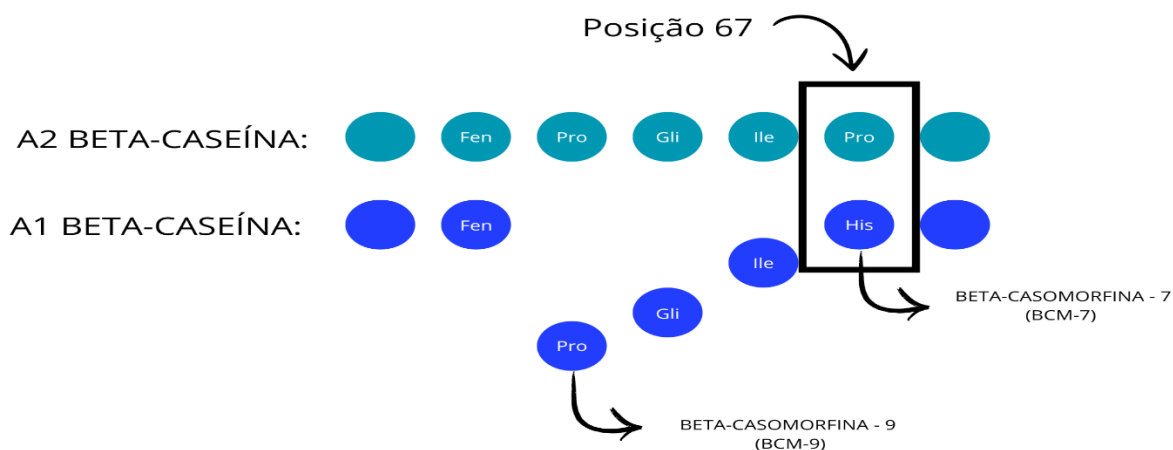 Posição 67
A2 BETA-CASEÍNA:
Fen
Pro
Gli
Ile
Pro
A1 BETA-CASEÍNA:
Fen
His
Ile
Gli
Pro
BETA-CASOMORFINA - 7
(BCM-7)
BETA-CASOMORFINA - 9
(BCM-9)